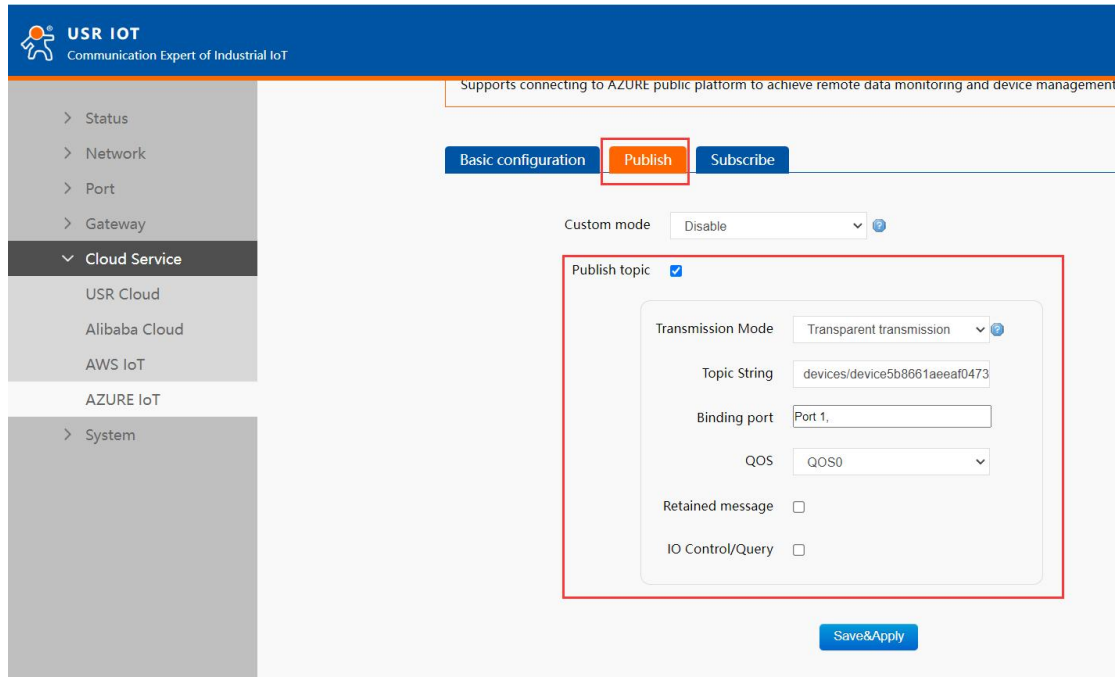 USR IOT
Communication Expert of Industrial IoT
Supports connecting to AZURE public platform to achieve remote data monitoring and device management
Status
Network
Port
Gateway
Cloud Service
USR Cloud
Alibaba Cloud
AWS IoT
AZURE IoT
System
Basic configuration Publish Subscribe
Custom mode Disable
Publish topic
Transmission Mode Transparent transmission
Topic String devices/device5b8661aeeaf0473
Binding port Port 1,
QOS QOS0
Retained message
IO Control/Query
Save&Apply